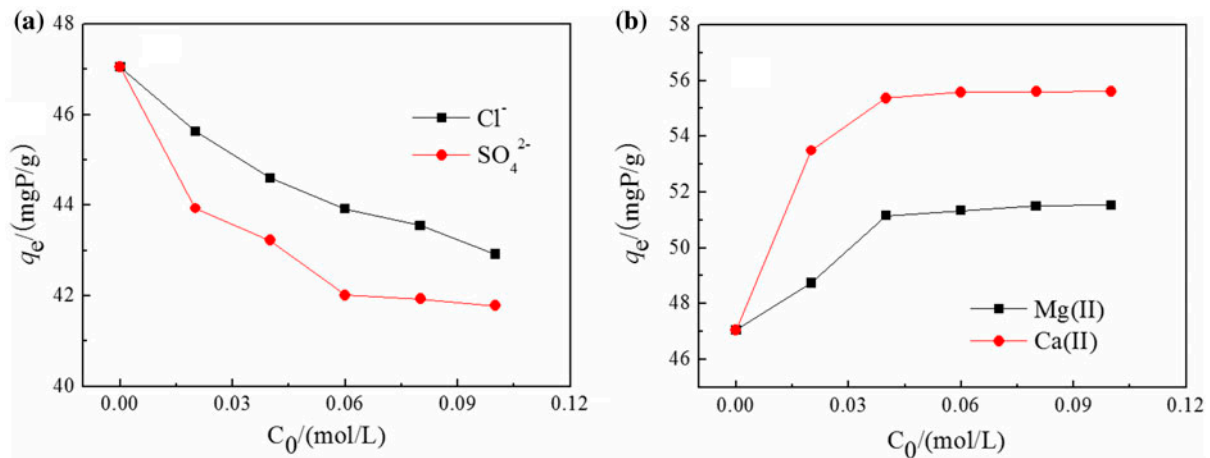 (a)
48
46
44
42
40
qe/(mgP/g)
Cl-
SO4 2-
0.00 0.03 0.06 0.09 0.12
C0/(mol/L)
(b)
58
56
54
52
50
48
46
qe/(mgP/g)
Mg(II)
Ca(II)
0.00 0.03 0.06 0.09 0.12
C0/(mol/L)